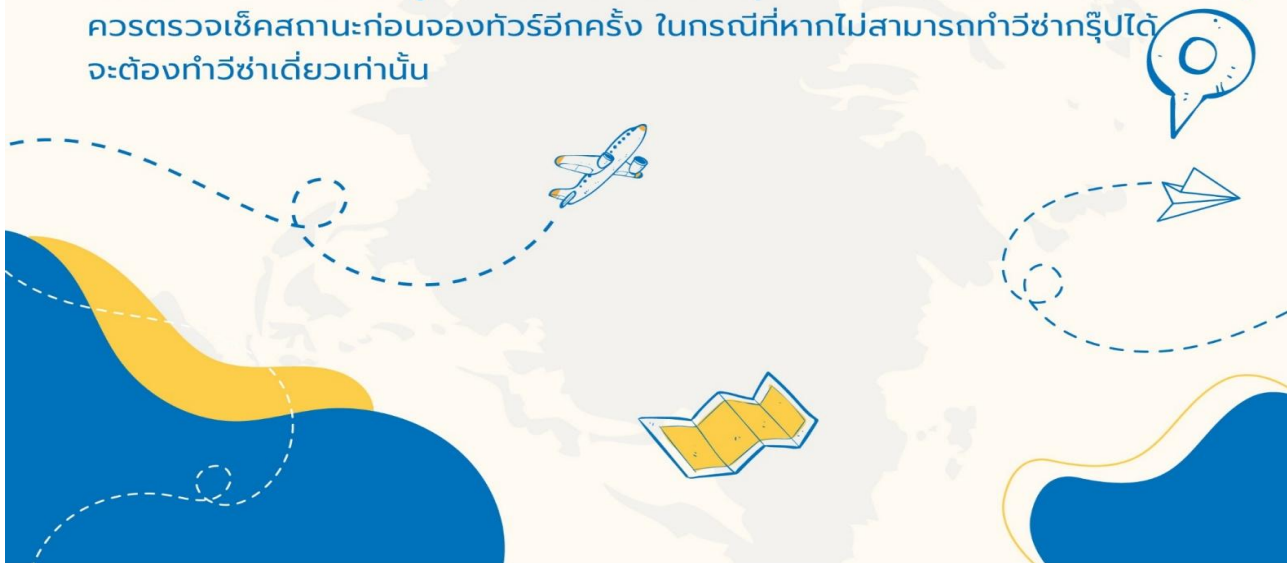 ควรตรวจเช็คสถานะก่อนจองทัวร์อีกครั้ง ในกรณีที่หากไม่สามารถทำวีซ่ากรุ๊ปได้
จะต้องทำวีซ่าเดี่ยวเท่านั้น